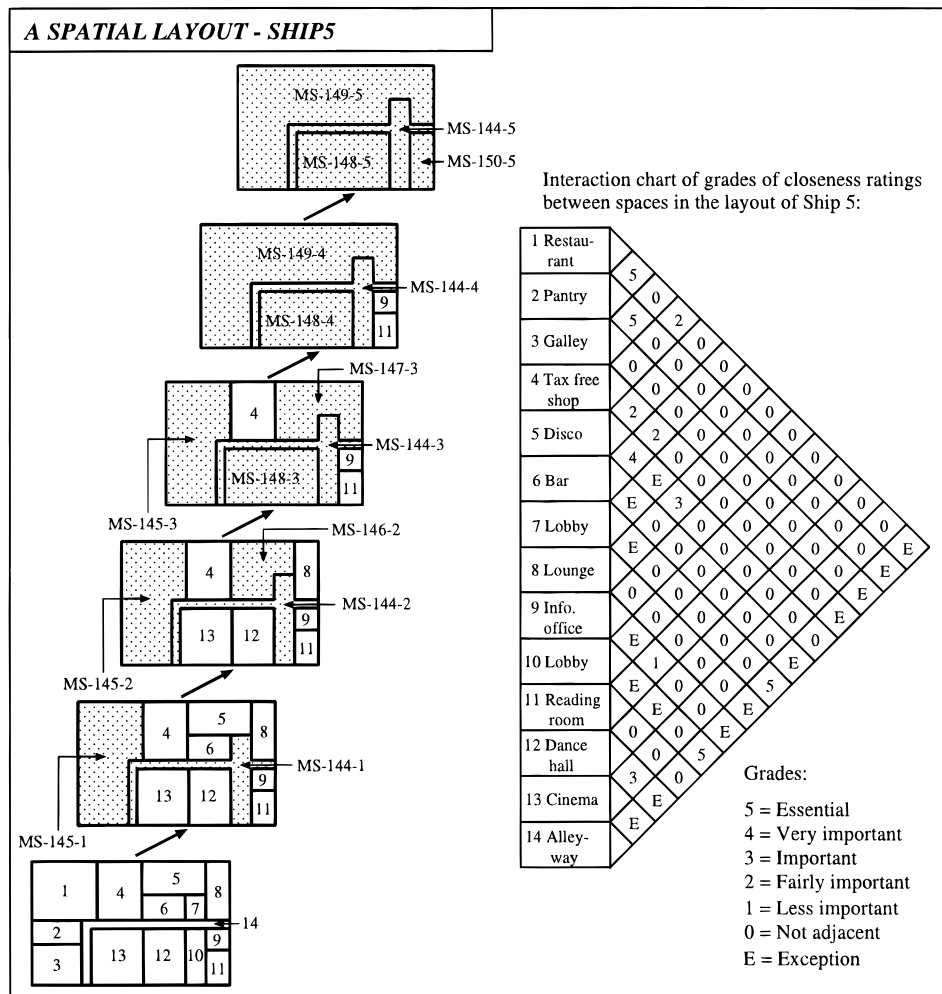 A SPATIAL LAYOUT - SHIP5
MS-149-5
MS-144-5
MS-148-5
MS-150-5
MS-149-4
MS-144-4
9
MS-148-4
11
MS-147-3
4
MS-144-3
9
MS-148-3
11
MS-145-3
MS-146-2
4
8
MS-144-2
9
13
12
11
MS-145-2
5
4
8
6
MS-144-1
9
13
12
11
MS-145-1
5
1
4
8
6
7
14
2
9
13
12
10
3
11
Interaction chart of grades of closeness ratings
between spaces in the layout of Ship 5:
1 Restau-
rant
2 Pantry
3 Galley
4 Tax free
shop
5 Disco
6 Bar
7 Lobby
8 Lounge
9 Info.
office
10 Lobby
11 Reading
room
12 Dance
hall
13 Cinema
14 Alley-
way
5
0
5 2
0 0
0 0 0
0 0 0
2 0 0 0
2 0 0 0
4 0 0 0 0
E 0 0 0 0
E 3 0 0 0 0
0 0 0 0 0 0
E 0 0 0 0 0 E
0 0 0 0 0 E
0 0 0 0 0 E
0 0 0 0 E
E 0 0 0 0
1 0 0 E
E 0 0 5
E 0 E
0 0 E
0 5
3 0
E
E
Grades:
5 = Essential
4 = Very important
3 = Important
2 = Fairly important
1 = Less important
0 = Not adjacent
E = Exception